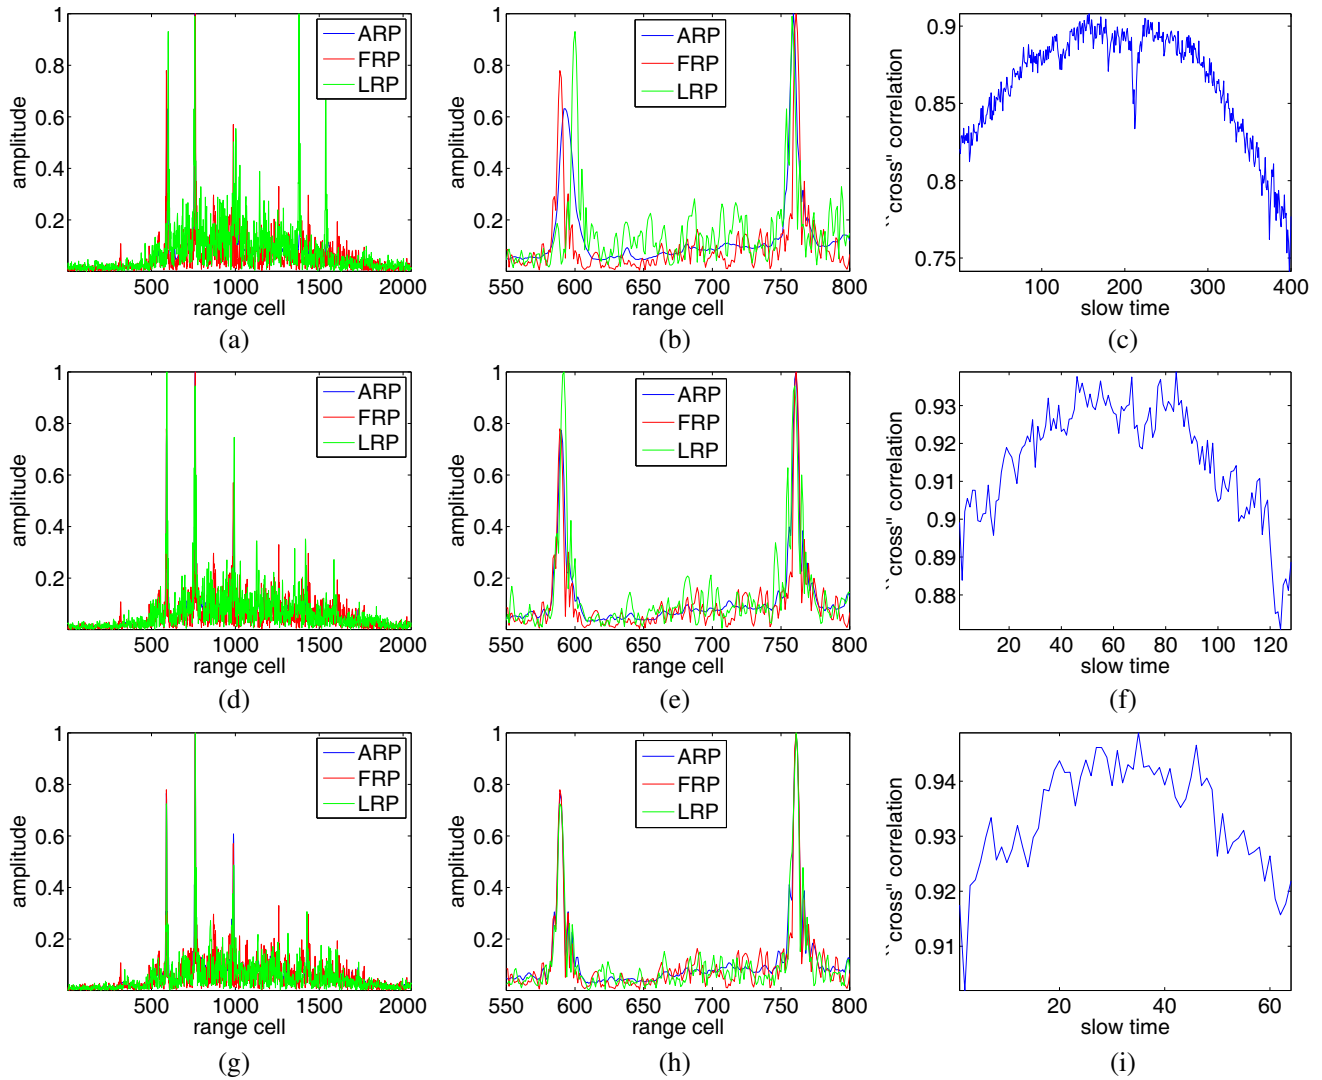 1
0.8
0.6
0.4
0.2
amplitude
500 1000 1500 2000
range cell
ARP
FRP
LRP
(a)
1
0.8
0.6
0.4
0.2
amplitude
550 600 650 700 750 800
range cell
ARP
FRP
LRP
(b)
0.9
0.85
0.8
0.75
``cross'' correlation
100 200 300 400
slow time
(c)
1
0.8
0.6
0.4
0.2
amplitude
500 1000 1500 2000
range cell
ARP
FRP
LRP
(d)
1
0.8
0.6
0.4
0.2
amplitude
550 600 650 700 750 800
range cell
ARP
FRP
LRP
(e)
0.93
0.92
0.91
0.9
0.89
0.88
``cross'' correlation
20 40 60 80 100 120
slow time
(f)
1
0.8
0.6
0.4
0.2
amplitude
500 1000 1500 2000
range cell
ARP
FRP
LRP
(g)
1
0.8
0.6
0.4
0.2
amplitude
550 600 650 700 750 800
range cell
ARP
FRP
LRP
(h)
0.94
0.93
0.92
0.91
``cross'' correlation
20 40 60
slow time
(i)